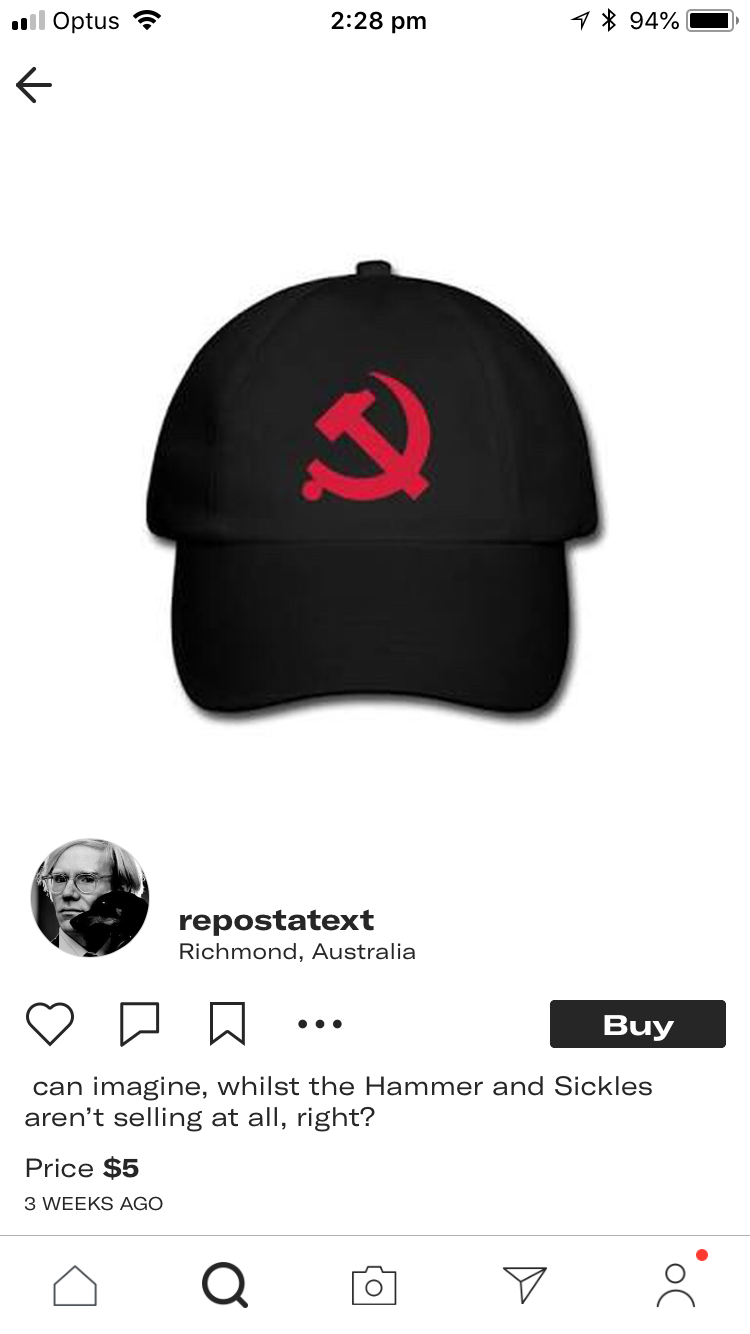 Optus 2:28 pm 94%
repostatext
Richmond, Australia
Buy
can imagine, whilst the Hammer and Sickles
aren’t selling at all, right?
Price $5
3 WEEKS AGO